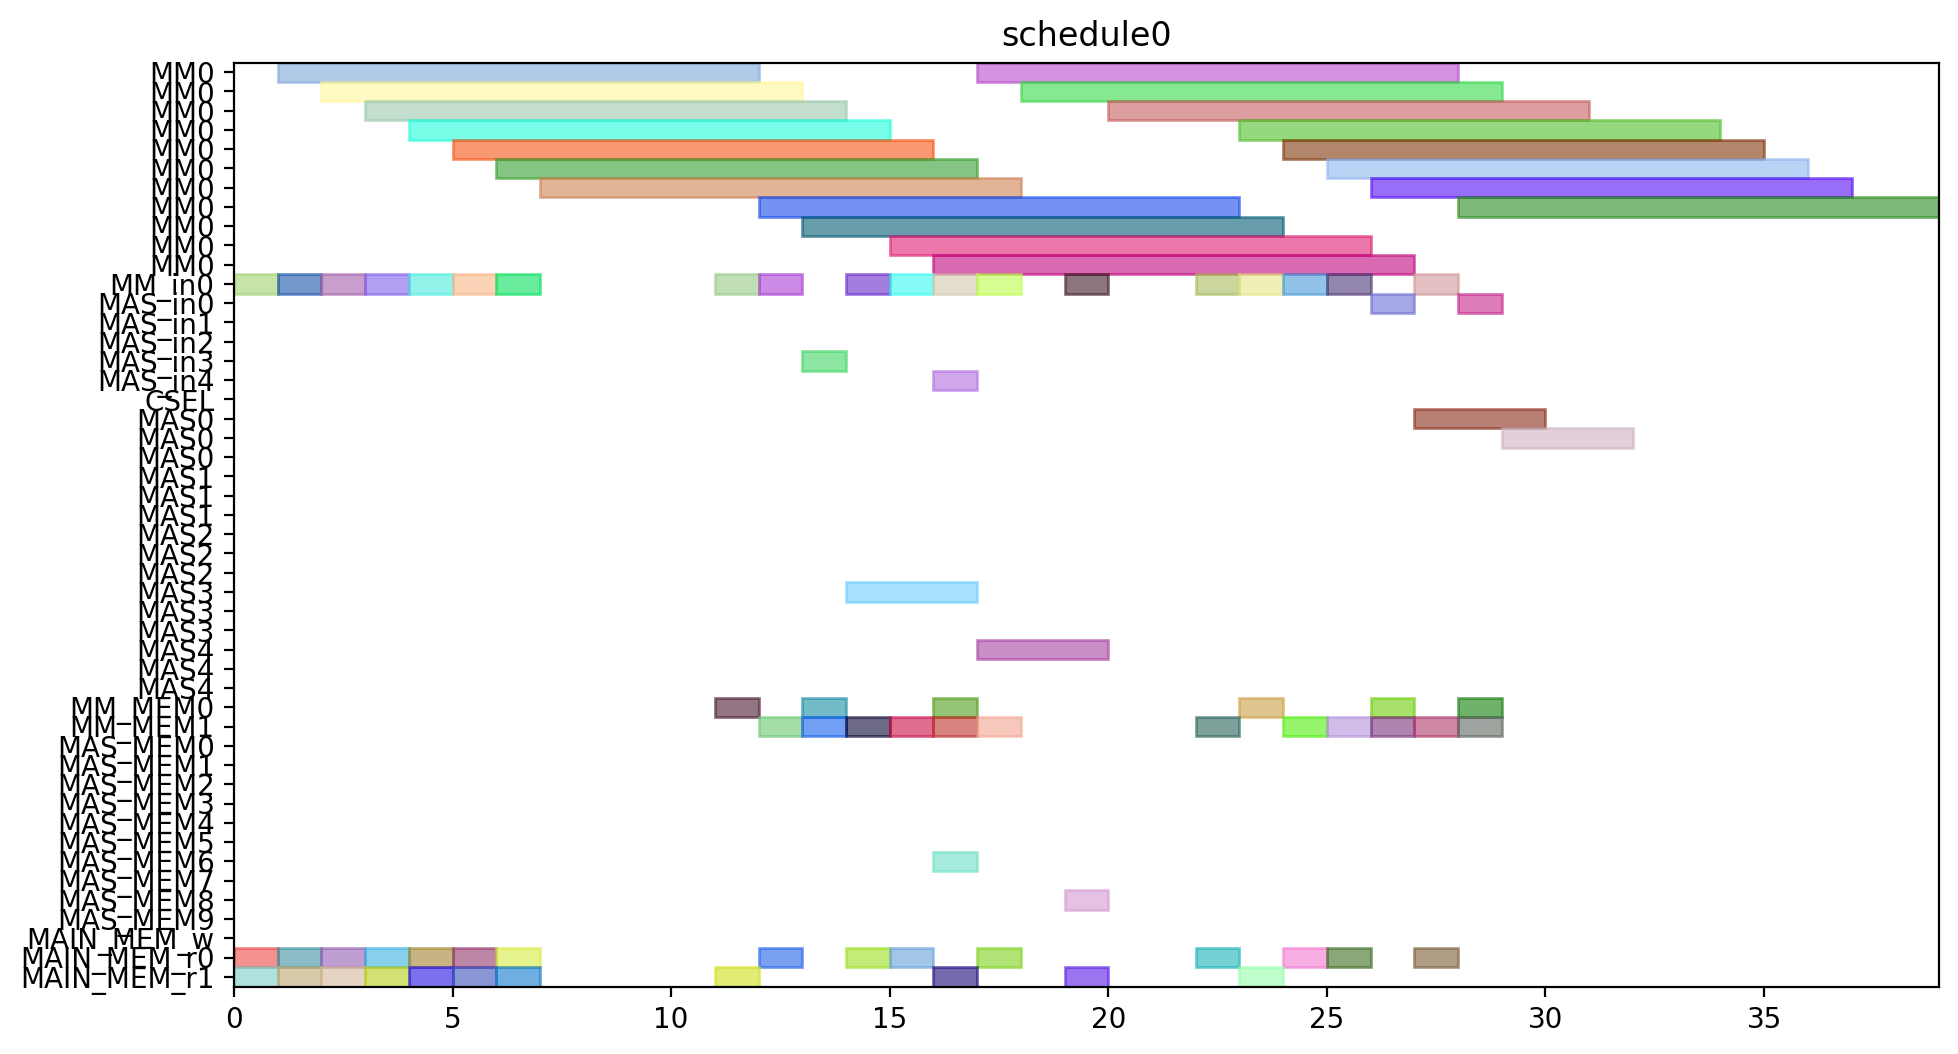 schedule0
MM0
MM0
MM0
MM0
MM0
MM0
MM0
MM0
MM0
MM0
MM0
MM_in0
MAS_in0
MAS_in1
MAS_in2
MAS_in3
MAS_in4
CSEL
MAS0
MAS0
MAS0
MAS1
MAS1
MAS1
MAS2
MAS2
MAS2
MAS3
MAS3
MAS3
MAS4
MAS4
MAS4
MM_MEM0
MM_MEM1
MAS_MEM0
MAS_MEM1
MAS_MEM2
MAS_MEM3
MAS_MEM4
MAS_MEM5
MAS_MEM6
MAS_MEM7
MAS_MEM8
MAS_MEM9
MAIN_MEM_w
MAIN_MEM_r0
MAIN_MEM_r1
0 5 10 15 20 25 30 35